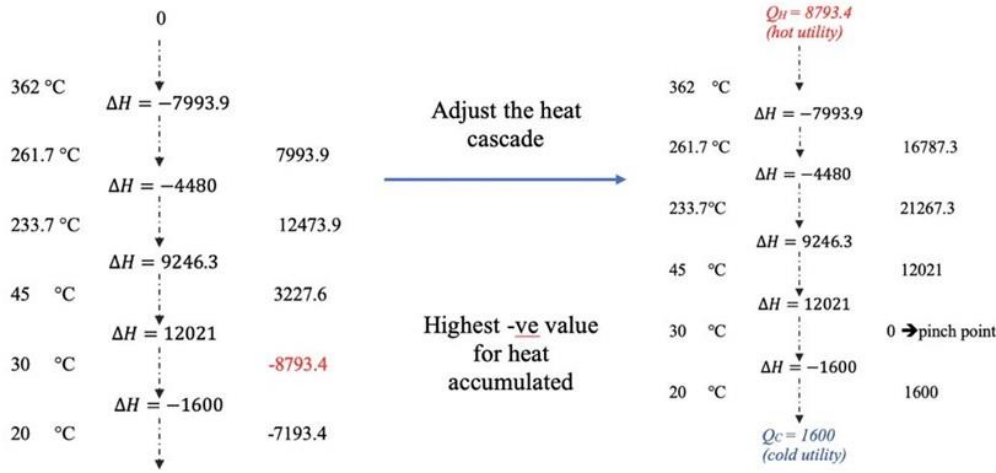 0
362 °C
ΔH = −7993.9
261.7 °C
7993.9
ΔH = −4480
233.7 °C
12473.9
ΔH = 9246.3
45 °C
3227.6
ΔH = 12021
30 °C
-8793.4
ΔH = −1600
20 °C
-7193.4
Adjust the heat
cascade
Highest -ve value
for heat
accumulated
QH = 8793.4
(hot utility)
362 °C
ΔH = −7993.9
261.7 °C
16787.3
ΔH = −4480
233.7°C
21267.3
ΔH = 9246.3
45 °C
12021
ΔH = 12021
30 °C
0 ➔pinch point
ΔH = −1600
20 °C
1600
QC = 1600
(cold utility)